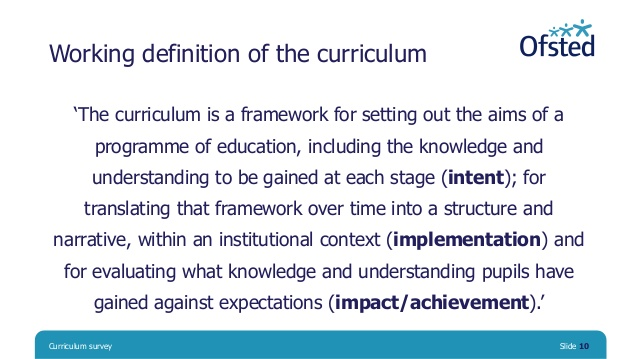 Working definition of the curriculum
Ofsted
‘The curriculum is a framework for setting out the aims of a
programme of education, including the knowledge and
understanding to be gained at each stage (intent); for
translating that framework over time into a structure and
narrative, within an institutional context (implementation) and
for evaluating what knowledge and understanding pupils have
gained against expectations (impact/achievement).’
Curriculum survey
Slide 10